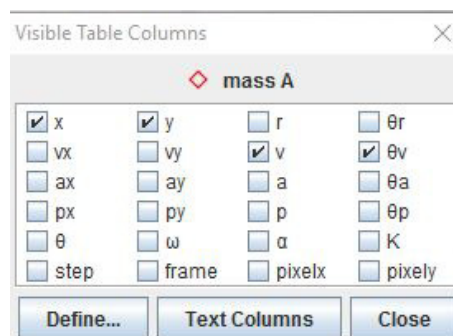 Visible Table Columns
mass A
x y r θr
vx vy v θv
ax ay a θa
px py p θp
θ ω α K
step frame pixelx pixely
Define... Text Columns Close